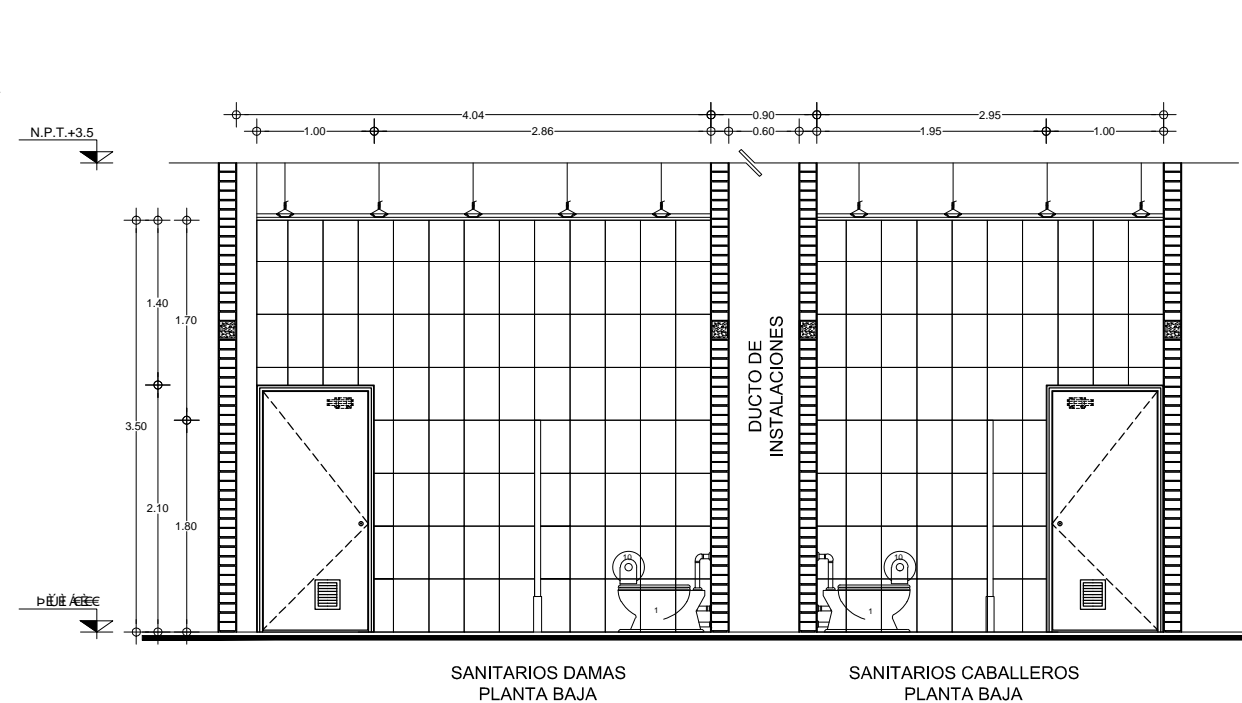 4.04
0.90
2.95
N.P.T.+3.5
1.00
2.86
0.60
1.95
1.00
1.40
1.70
3.50
2.10
1.80
DUCTO DE
INSTALACIONES
10
10
1
1
SANITARIOS DAMAS
PLANTA BAJA
SANITARIOS CABALLEROS
PLANTA BAJA